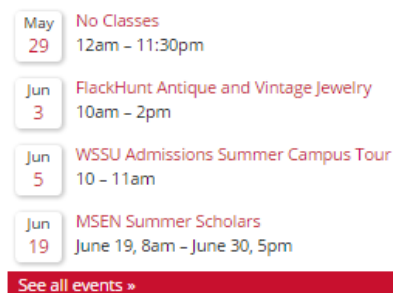 May
29
No Classes
12am – 11:30pm
Jun
3
FlackHunt Antique and Vintage Jewelry
10am – 2pm
Jun
5
WSSU Admissions Summer Campus Tour
10 – 11am
Jun
19
MSEN Summer Scholars
June 19, 8am – June 30, 5pm
See all events »